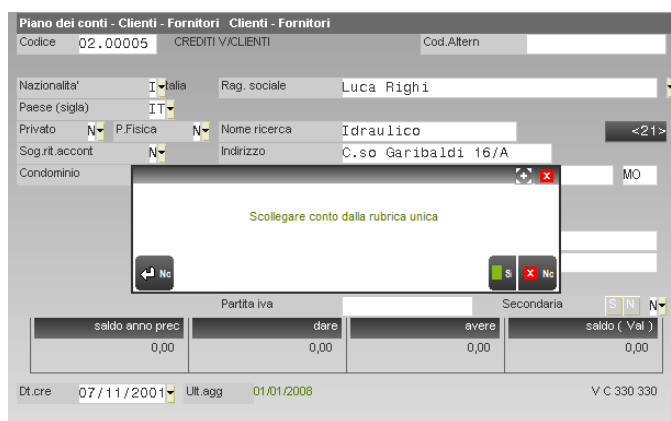 Piano dei conti - Clienti - Fornitori Clienti - Fornitori
Codice 02.00005 CREDITI V/CLIENTI Cod.Altern
Nazionalita' I talia Rag. sociale Luca Righi
Paese (sigla) IT
Privato N P.Fisica N Nome ricerca Idraulico <21>
Sog.rit.accont N Indirizzo C.so Garibaldi 16/A
Condominio MO
Scollegare conto dalla rubrica unica
No Si No
Partita iva Secondaria S N N
saldo anno prec dare avere saldo ( Val )
0,00 0,00 0,00 0,00
Dt.cre 07/11/2001 Ult.agg 01/01/2008 V C 330 330